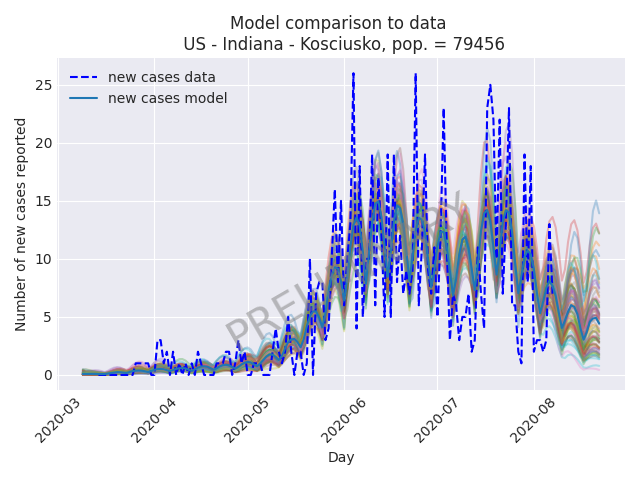 Model comparison to data
US - Indiana - Kosciusko, pop. = 79456
new cases data
new cases model
PRELIMINARY
Number of new cases reported
25
20
15
10
5
0
2020-03
2020-04
2020-05
2020-06
2020-07
2020-08
Day